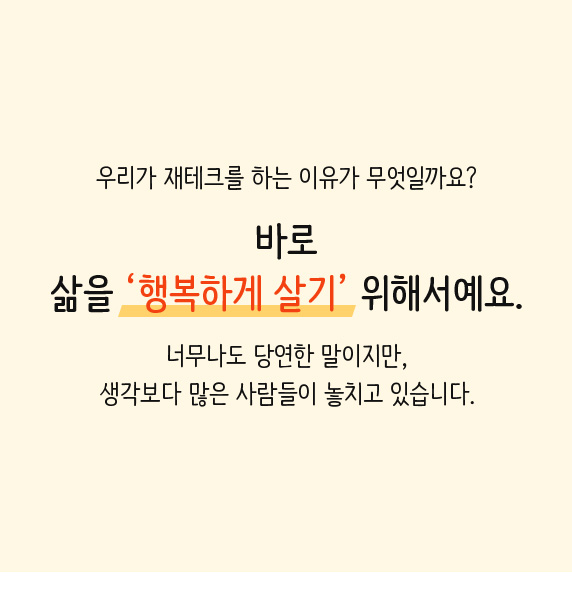 우리가 재테크를 하는 이유가 무엇일까요?
바로
삶을 ‘행복하게 살기’ 위해서예요.
너무나도 당연한 말이지만,
생각보다 많은 사람들이 놓치고 있습니다.